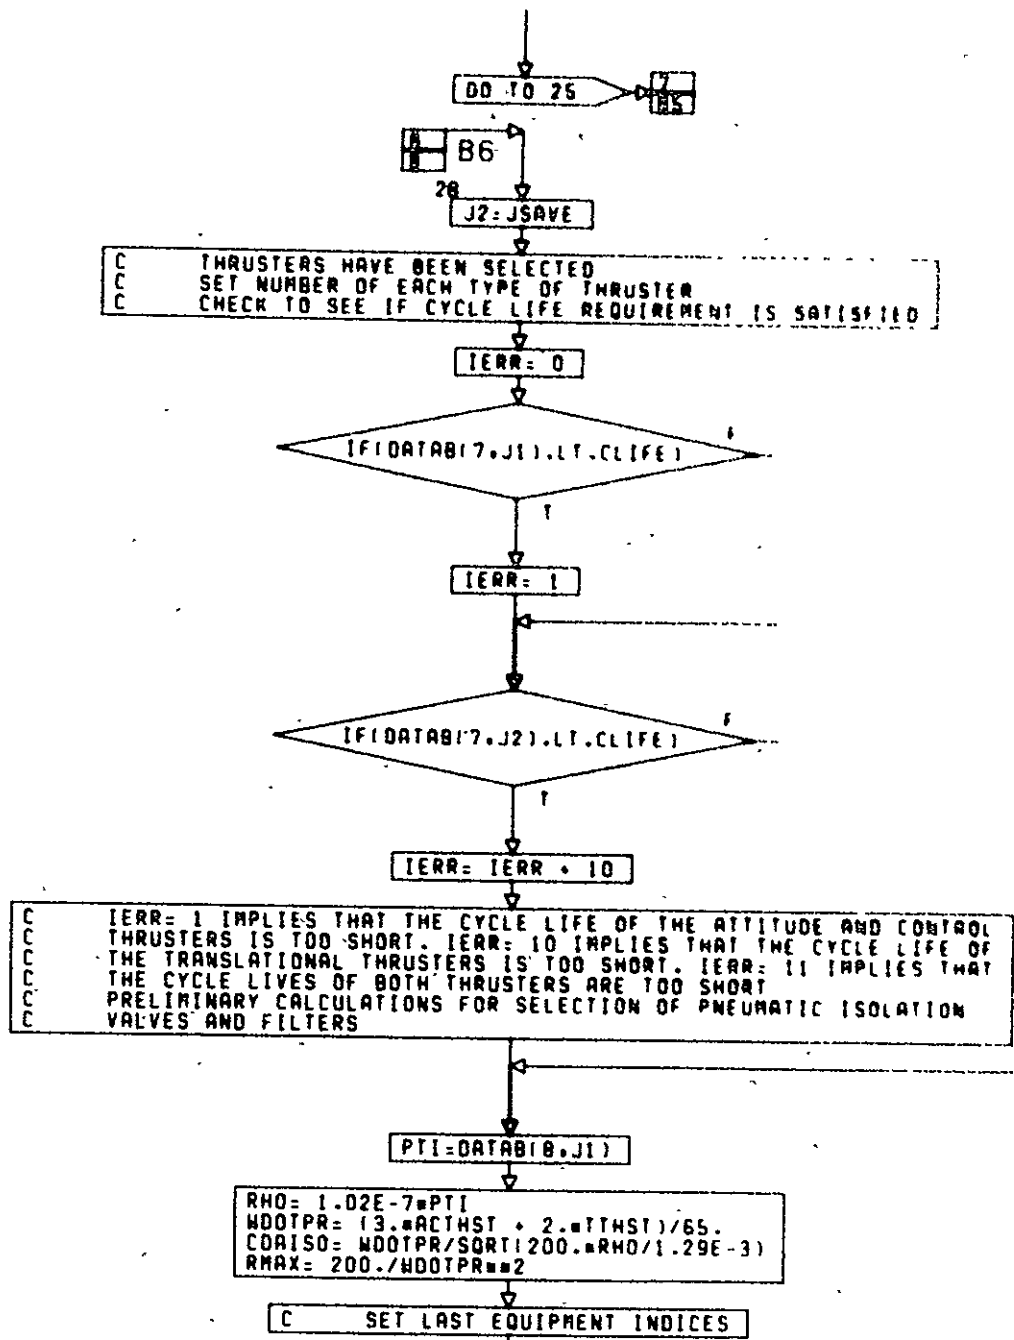 DO TO 25
7
B6
28
J2=JSAVE
C THRUSTERS HAVE BEEN SELECTED
C SET NUMBER OF EACH TYPE OF THRUSTER
C CHECK TO SEE IF CYCLE LIFE REQUIREMENT IS SATISFIED
IERR= 0
IF(DATAB(7,J1).LT.CLIFE)
F
T
IERR= 1
IF(DATAB(7,J2).LT.CLIFE)
F
T
IERR= IERR + 10
C IERR= 1 IMPLIES THAT THE CYCLE LIFE OF THE ATTITUDE AND CONTROL
C THRUSTERS IS TOO SHORT. IERR= 10 IMPLIES THAT THE CYCLE LIFE OF
C THE TRANSLATIONAL THRUSTERS IS TOO SHORT. IERR= 11 IMPLIES THAT
C THE CYCLE LIVES OF BOTH THRUSTERS ARE TOO SHORT
C PRELIMINARY CALCULATIONS FOR SELECTION OF PNEUMATIC ISOLATION
C VALVES AND FILTERS
PTI=DATAB(8,J1)
RHO= 1.02E-7*PTI
WDOTPR= (3.*ACTHST + 2.*TTHST)/65.
CDAISO= WDOTPR/SQRT(200.*RHO/1.29E-3)
RMAX= 200./WDOTPR**2
C SET LAST EQUIPMENT INDICES